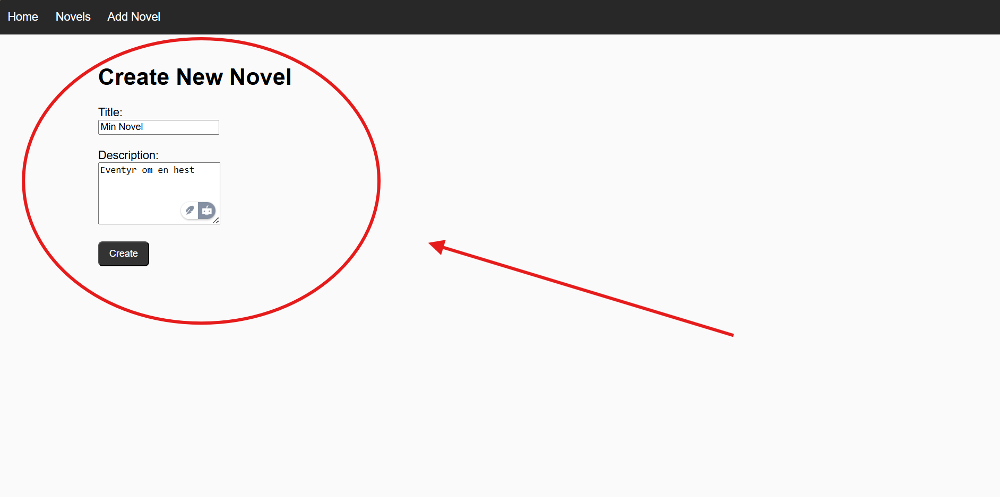 Home Novels Add Novel
Create New Novel
Title:
Min Novel
Description:
Eventyr om en hest
Create